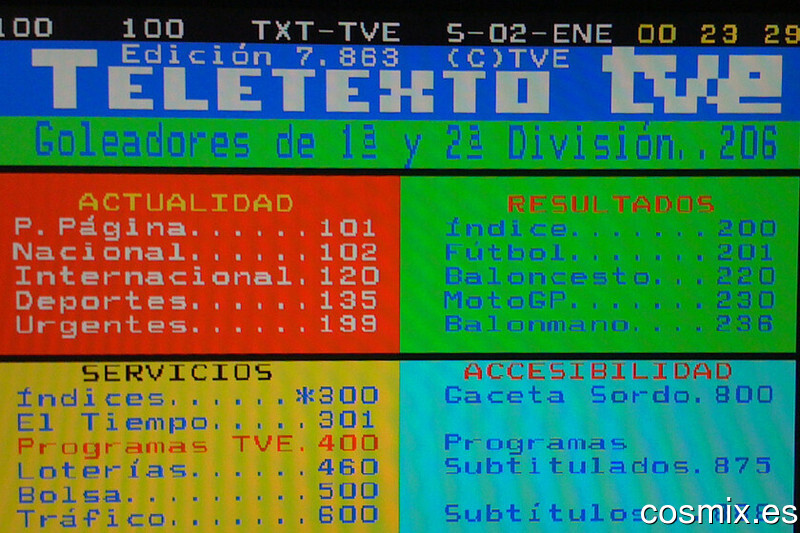 100 100 TXT-TVE S-02-ENE 00 23 29
Edición 7.863 (C)TVE
TELETEXTO tve
Goleadores de 1ª y 2ª División..206
ACTUALIDAD
P.Página......101
Nacional......102
Internacional.120
Deportes......135
Urgentes......199
RESULTADOS
Índice.......200
Fútbol.......201
Baloncesto...220
MotoGP.......230
Balonmano....236
SERVICIOS
Índices......*300
El Tiempo.....301
Programas TVE.400
Loterías......460
Bolsa.........500
Tráfico.......600
ACCESIBILIDAD
Gaceta Sordo.800
Programas
Subtitulados.875
Subtítulos
cosmix.es